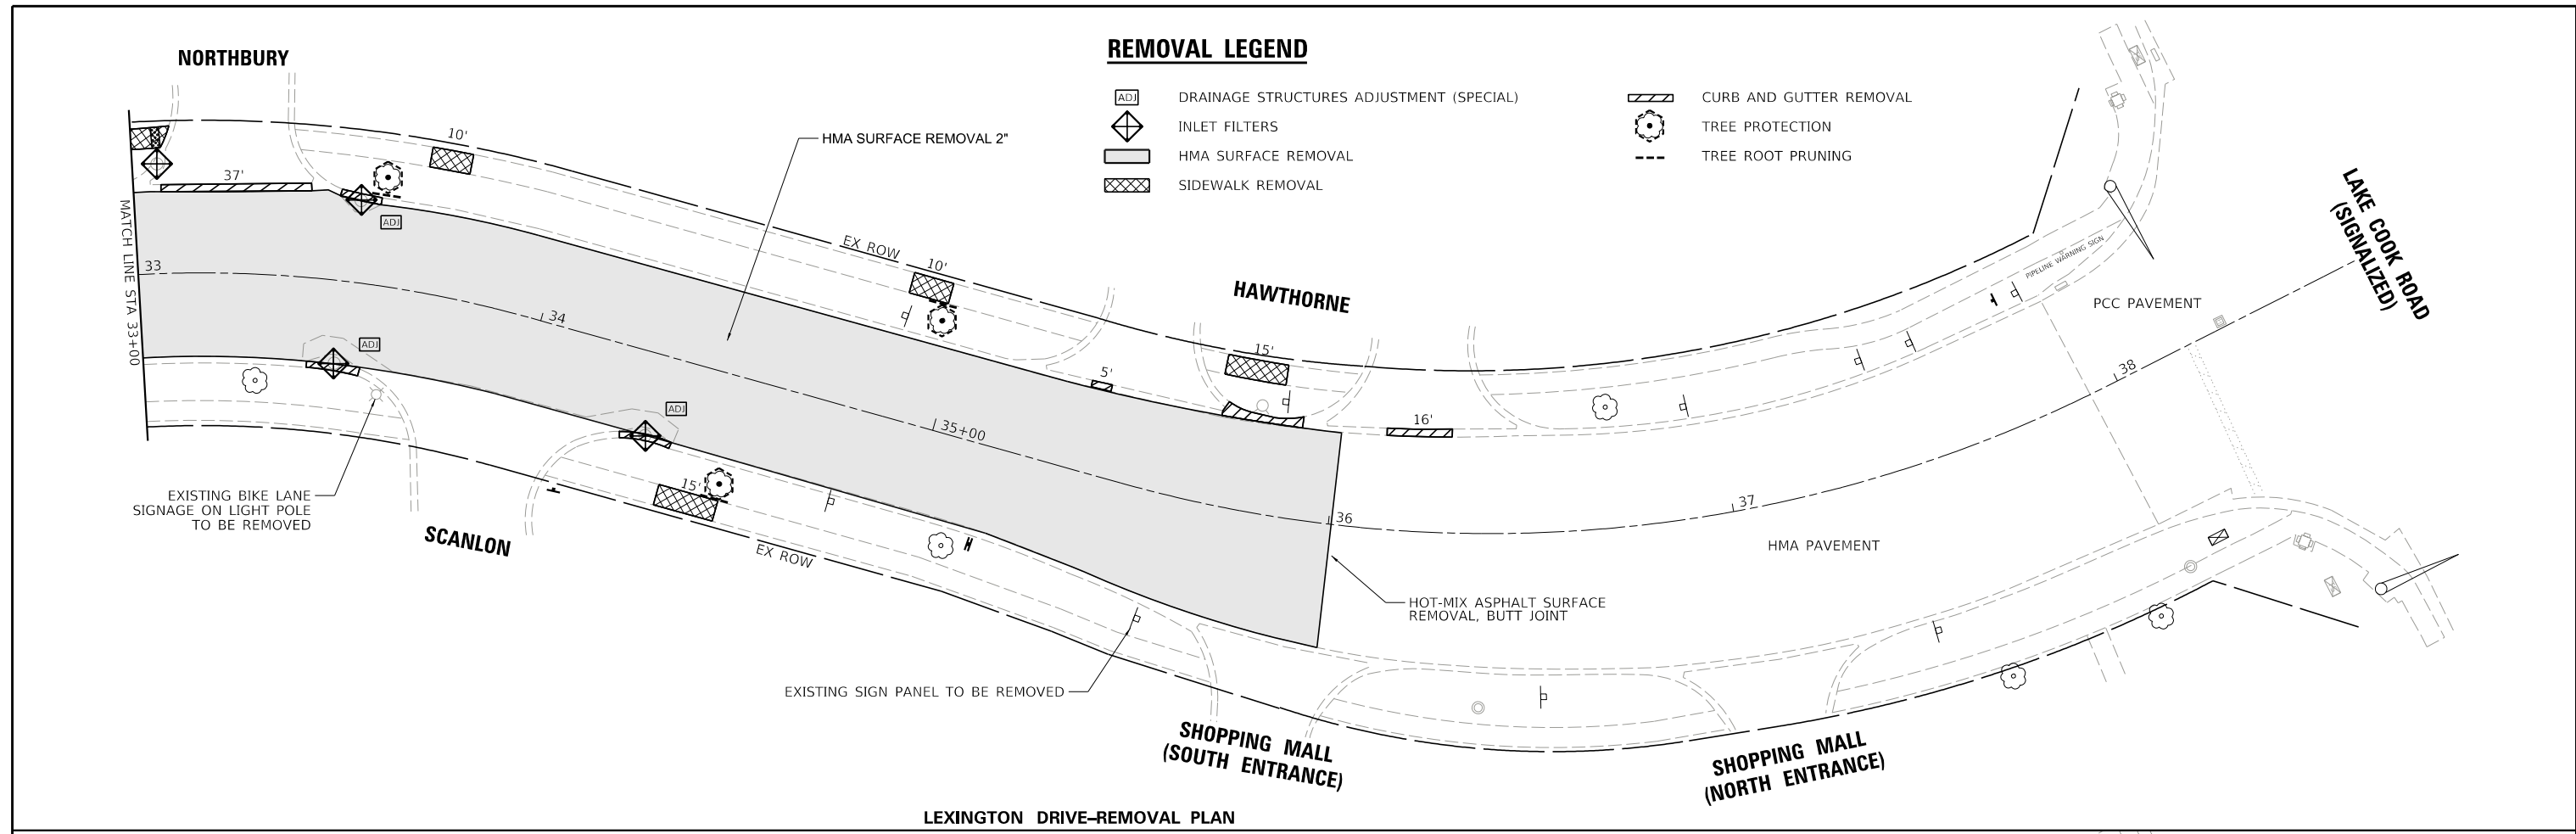 NORTHBURY
REMOVAL LEGEND
ADJ DRAINAGE STRUCTURES ADJUSTMENT (SPECIAL)
INLET FILTERS
HMA SURFACE REMOVAL
SIDEWALK REMOVAL
CURB AND GUTTER REMOVAL
TREE PROTECTION
TREE ROOT PRUNING
10'
HMA SURFACE REMOVAL 2"
37'
ADJ
MATCH LINE STA 33+00
33
EX ROW
10'
HAWTHORNE
PIPELINE WARNING SIGN
LAKE COOK ROAD
(SIGNALIZED)
PCC PAVEMENT
34
ADJ
15'
5'
38
ADJ
35+00
16'
15'
36
37
EXISTING BIKE LANE
SIGNAGE ON LIGHT POLE
TO BE REMOVED
SCANLON
EX ROW
HMA PAVEMENT
HOT-MIX ASPHALT SURFACE
REMOVAL, BUTT JOINT
EXISTING SIGN PANEL TO BE REMOVED
SHOPPING MALL
(SOUTH ENTRANCE)
SHOPPING MALL
(NORTH ENTRANCE)
LEXINGTON DRIVE–REMOVAL PLAN